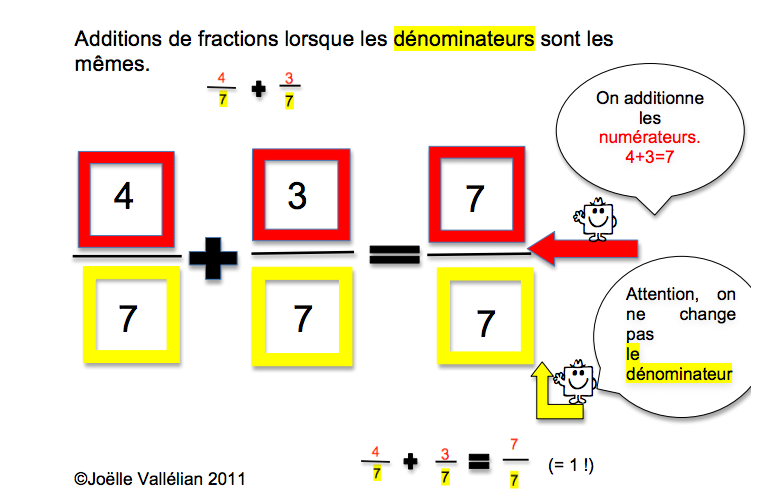 Additions de fractions lorsque les dénominateurs sont les
mêmes.
4 3
7 + 7
On additionne
les
numérateurs.
4+3=7
4 + 3 = 7
7 7 7
Attention, on
ne change
pas
le
dénominateur
4 3 7
7 + 7 = 7 (= 1 !)
©Joëlle Vallélian 2011